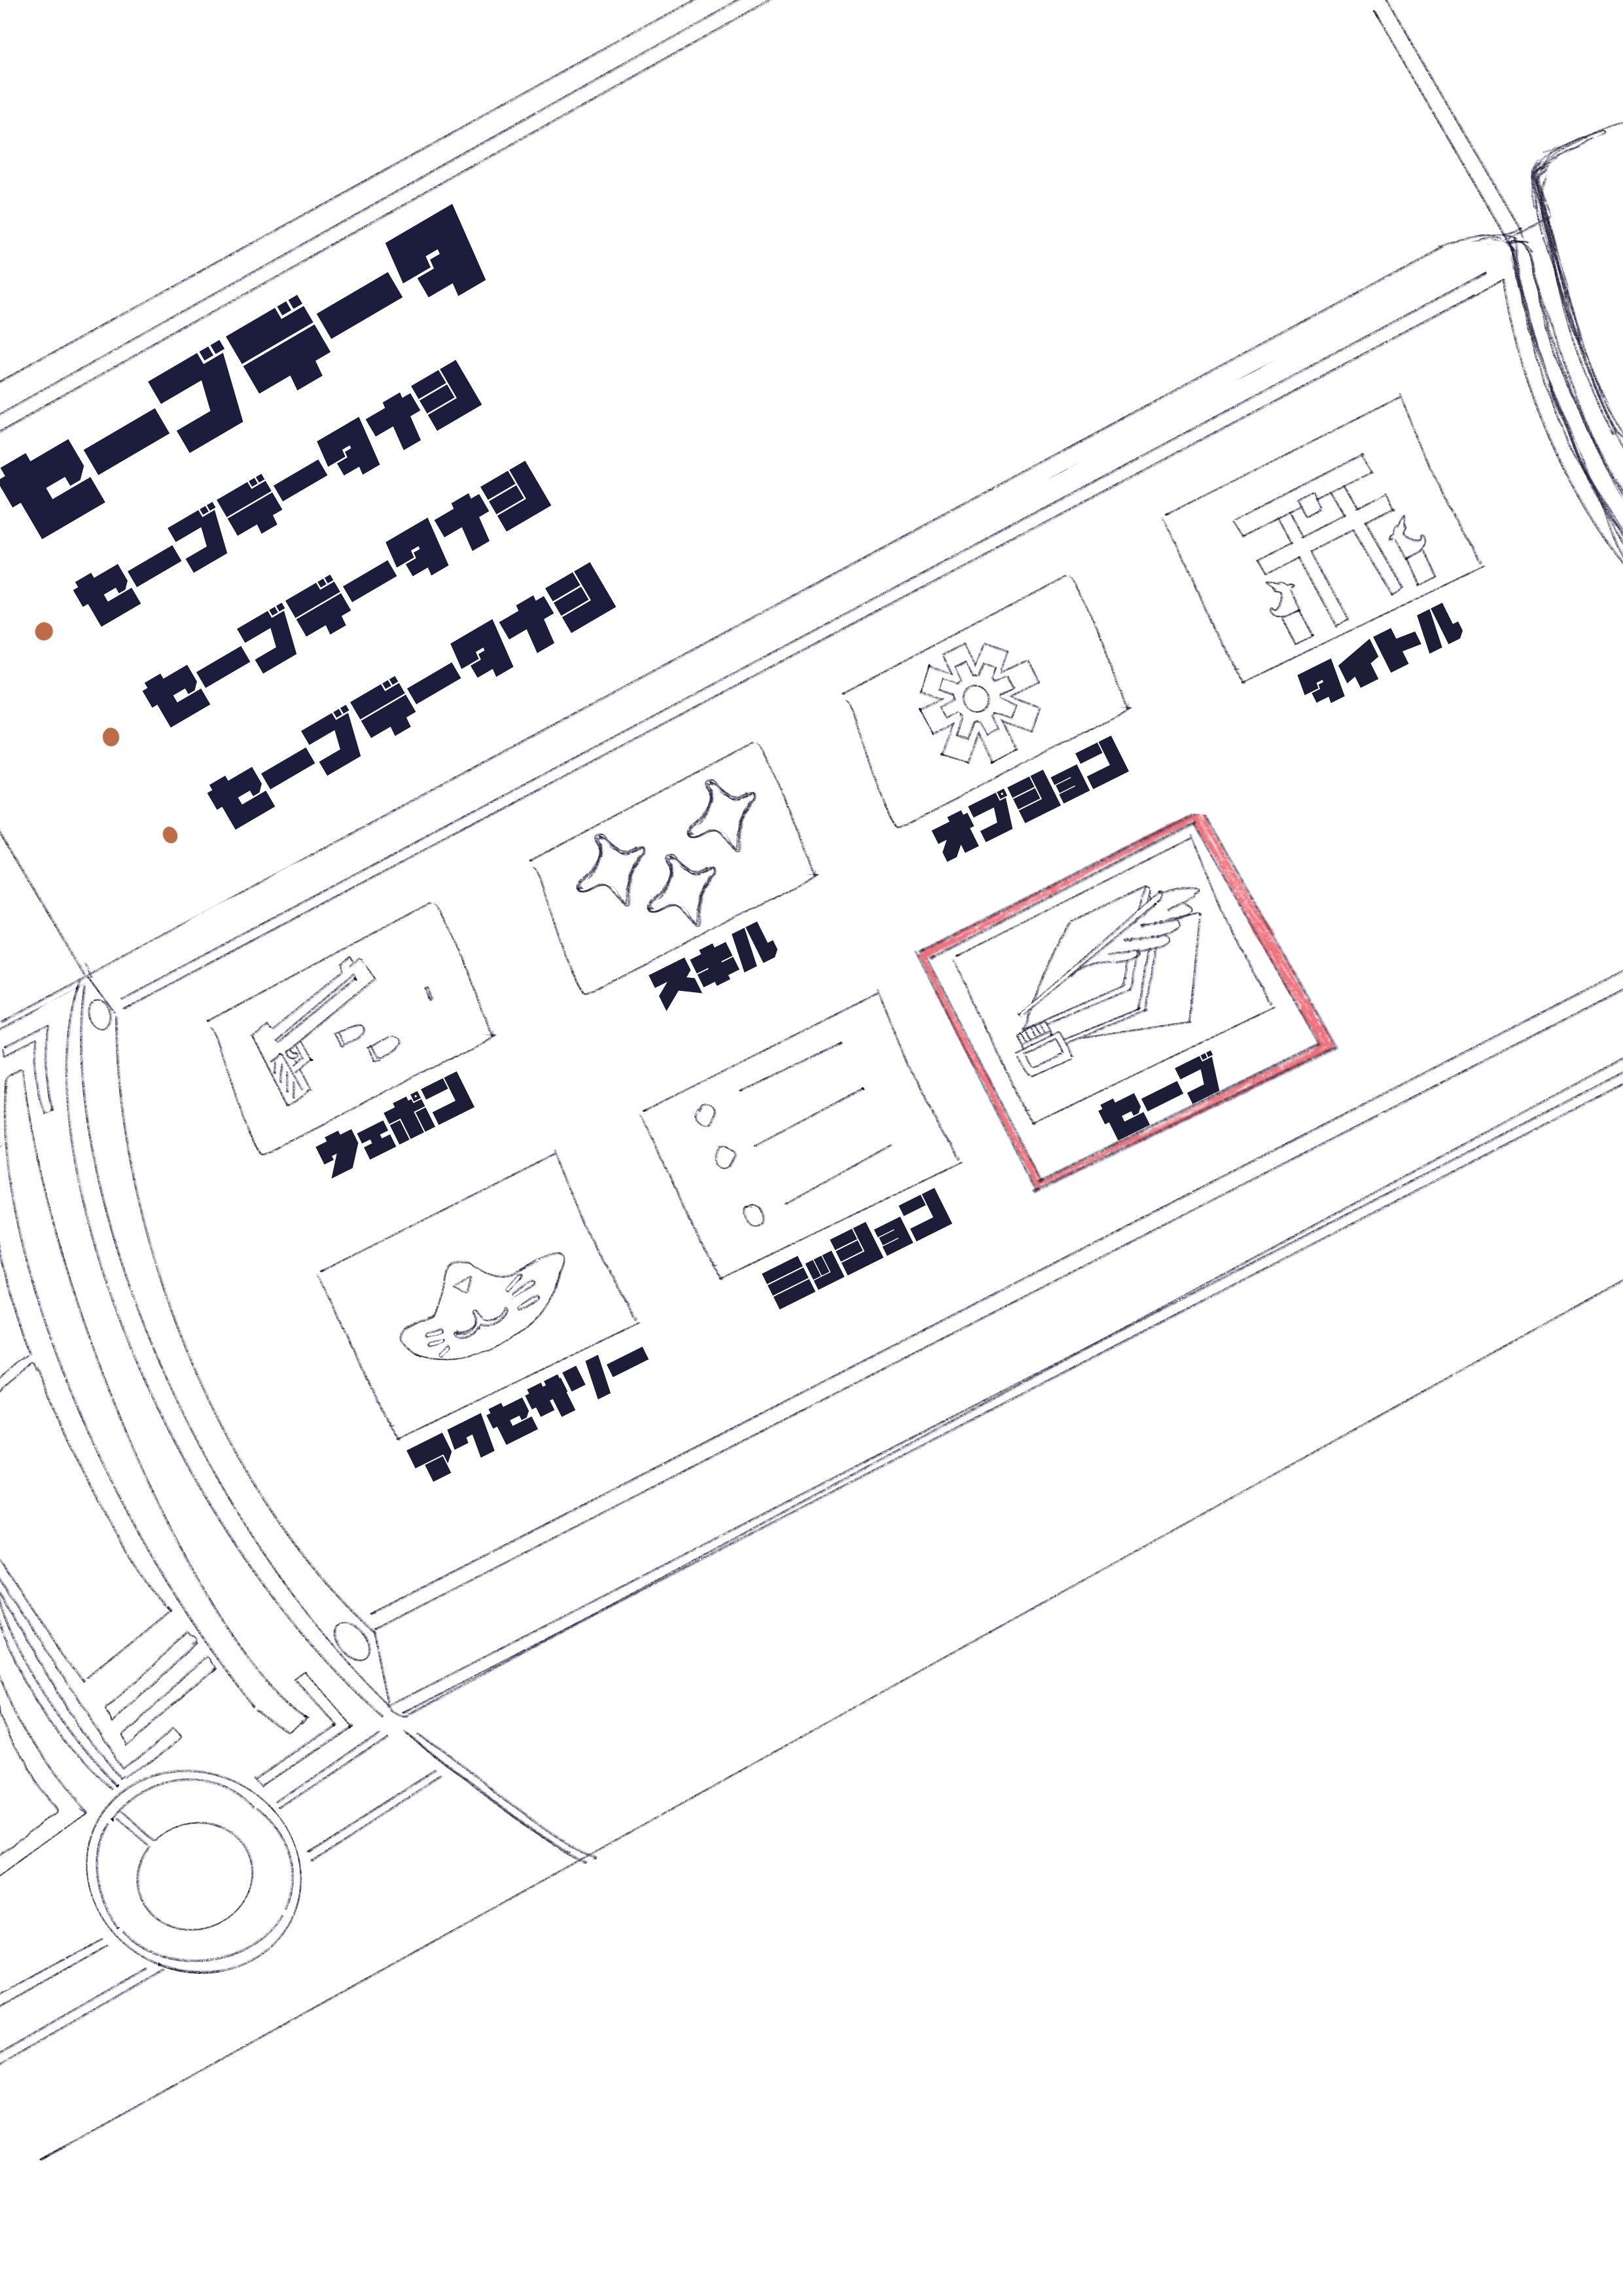 セーブデータ
セーブデータナシ
セーブデータナシ
セーブデータナシ
ウェポン
スキル
オプション
タイトル
アクセサリー
ミッション
セーブ